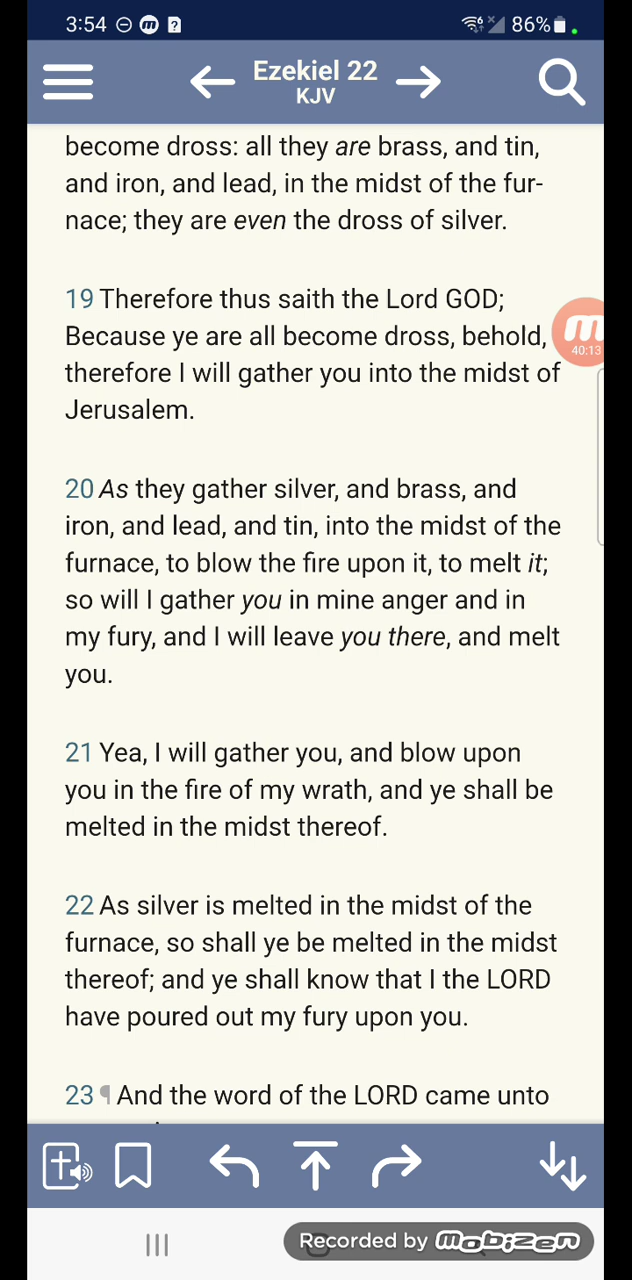 3:54
86%
Ezekiel 22
KJV
become dross: all they are brass, and tin,
and iron, and lead, in the midst of the fur-
nace; they are even the dross of silver.
19 Therefore thus saith the Lord GOD;
Because ye are all become dross, behold,
therefore I will gather you into the midst of
Jerusalem.
m
40:13
20 As they gather silver, and brass, and
iron, and lead, and tin, into the midst of the
furnace, to blow the fire upon it, to melt it;
so will I gather you in mine anger and in
my fury, and I will leave you there, and melt
you.
21 Yea, I will gather you, and blow upon
you in the fire of my wrath, and ye shall be
melted in the midst thereof.
22 As silver is melted in the midst of the
furnace, so shall ye be melted in the midst
thereof; and ye shall know that I the LORD
have poured out my fury upon you.
23 ¶ And the word of the LORD came unto
Recorded by mobizen